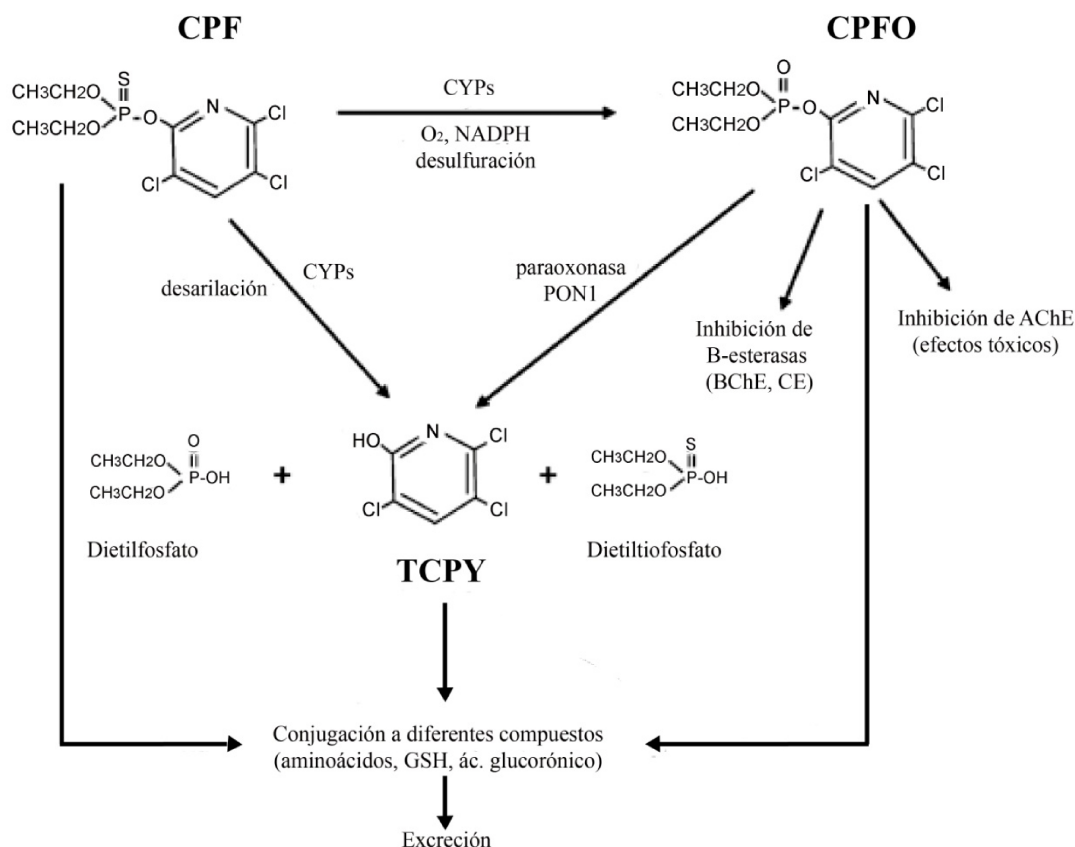 CPF
CPFO
S
CH3CH2O
P
O
N
Cl
CH3CH2O
Cl
Cl
CYPs
O₂, NADPH
desulfuración
O
CH3CH2O
P
O
N
Cl
CH3CH2O
Cl
Cl
desarilación
CYPs
paraoxonasa
PON1
Inhibición de
B-esterasas
(BChE, CE)
Inhibición de AChE
(efectos tóxicos)
O
CH3CH2O
P-OH
CH3CH2O
Dietilfosfato
+
HO
N
Cl
Cl
Cl
TCPY
+
S
CH3CH2O
P-OH
CH3CH2O
Dietiltiofosfato
Conjugación a diferentes compuestos
(aminoácidos, GSH, ác. glucorónico)
Excreción